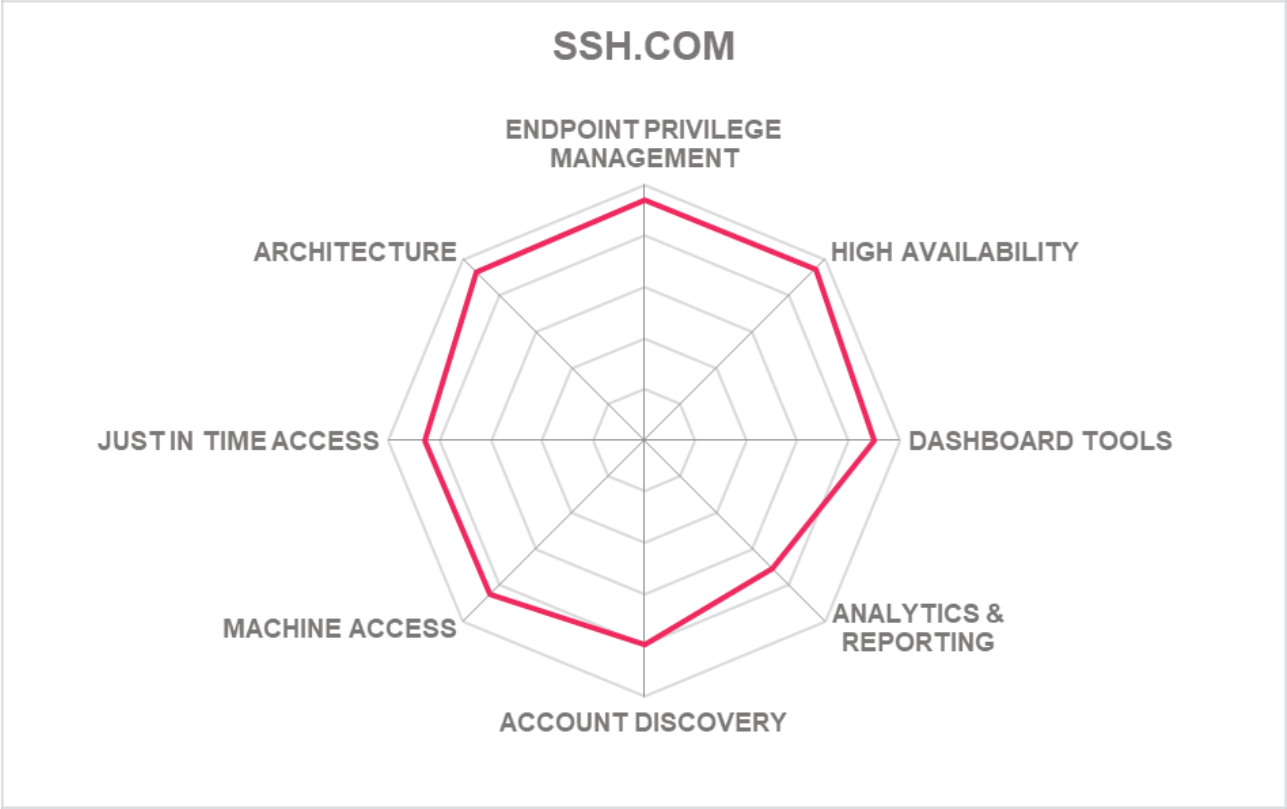 SSH.COM
ENDPOINT PRIVILEGE
MANAGEMENT
ARCHITECTURE
HIGH AVAILABILITY
JUST IN TIME ACCESS
DASHBOARD TOOLS
MACHINE ACCESS
ANALYTICS &
REPORTING
ACCOUNT DISCOVERY